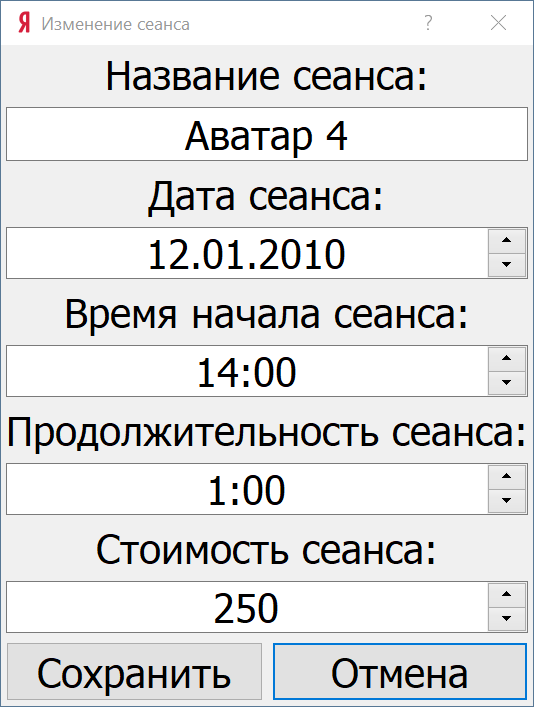 Я Изменение сеанса ?
Название сеанса:
Аватар 4
Дата сеанса:
12.01.2010
Время начала сеанса:
14:00
Продолжительность сеанса:
1:00
Стоимость сеанса:
250
Сохранить Отмена